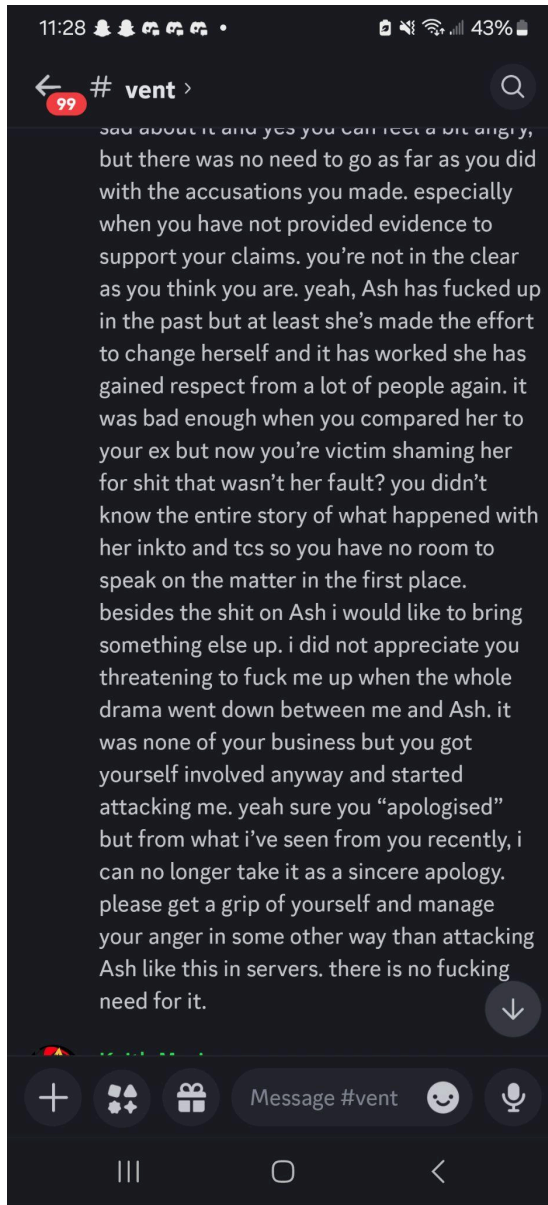 11:28
43%
99
# vent >
sad about it and yes you can feel a bit angry,
but there was no need to go as far as you did
with the accusations you made. especially
when you have not provided evidence to
support your claims. you’re not in the clear
as you think you are. yeah, Ash has fucked up
in the past but at least she’s made the effort
to change herself and it has worked she has
gained respect from a lot of people again. it
was bad enough when you compared her to
your ex but now you’re victim shaming her
for shit that wasn’t her fault? you didn’t
know the entire story of what happened with
her inkto and tcs so you have no room to
speak on the matter in the first place.
besides the shit on Ash i would like to bring
something else up. i did not appreciate you
threatening to fuck me up when the whole
drama went down between me and Ash. it
was none of your business but you got
yourself involved anyway and started
attacking me. yeah sure you “apologised”
but from what i’ve seen from you recently, i
can no longer take it as a sincere apology.
please get a grip of yourself and manage
your anger in some other way than attacking
Ash like this in servers. there is no fucking
need for it.
Message #vent